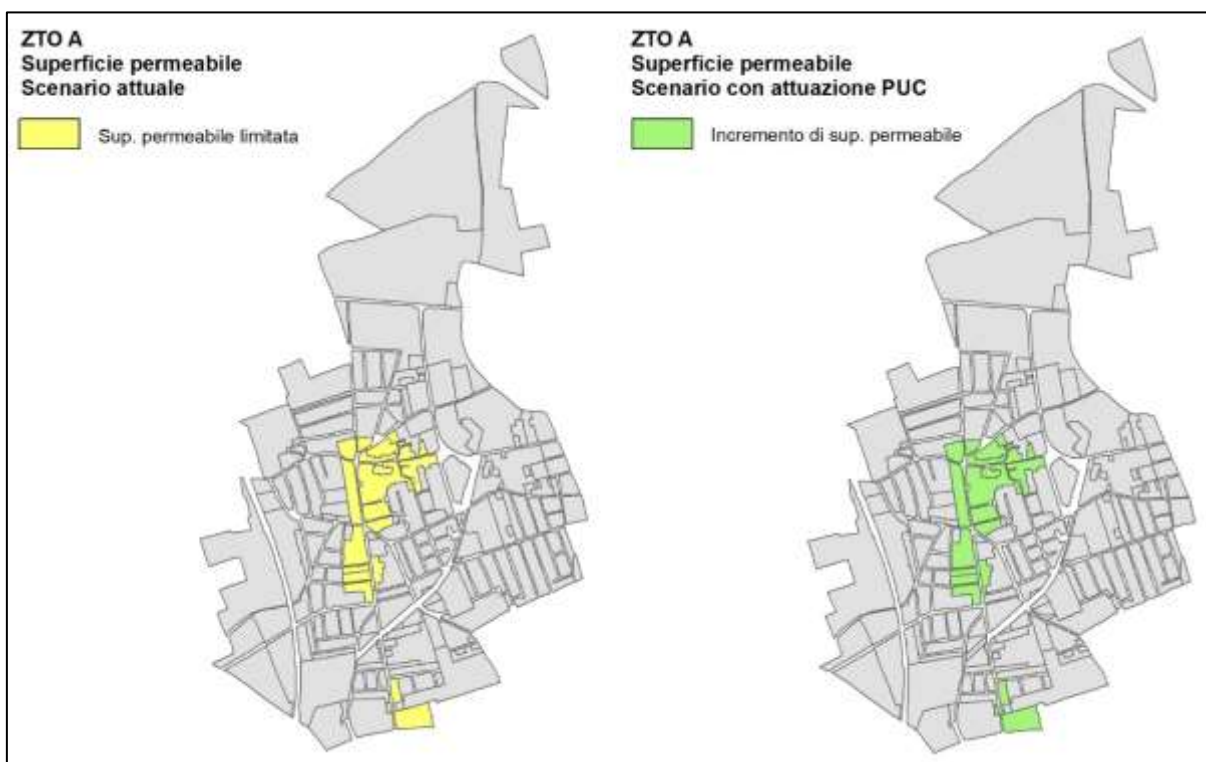 ZTO A
Superficie permeabile
Scenario attuale
Sup. permeabile limitata
ZTO A
Superficie permeabile
Scenario con attuazione PUC
Incremento di sup. permeabile